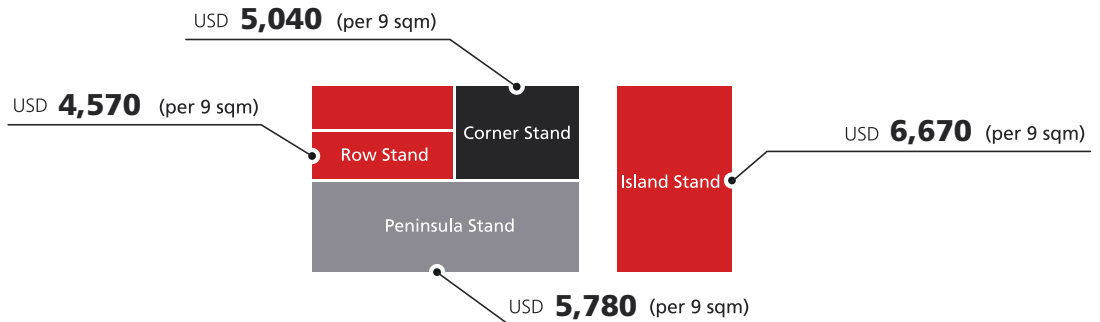 USD 5,040 (per 9 sqm)
USD 4,570 (per 9 sqm)
Corner Stand
USD 6,670 (per 9 sqm)
Row Stand
Island Stand
Peninsula Stand
USD 5,780 (per 9 sqm)